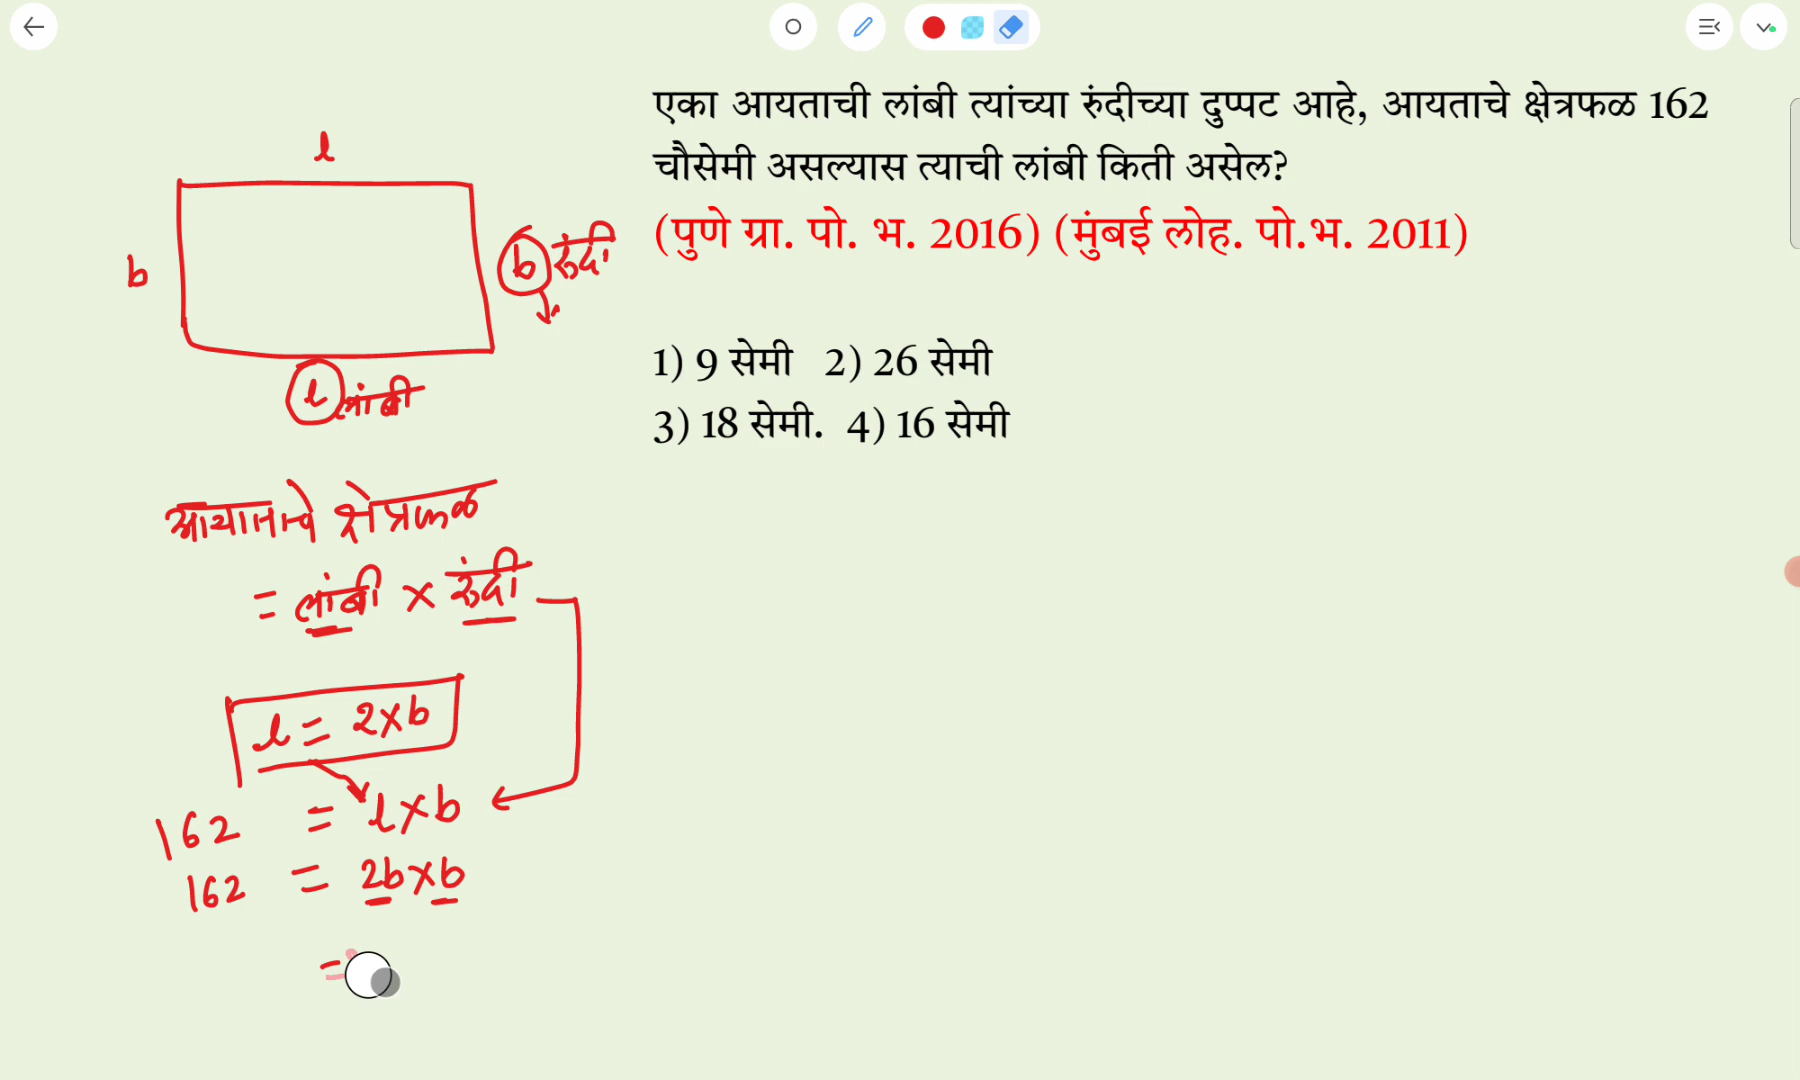 एका आयताची लांबी त्यांच्या रुंदीच्या दुप्पट आहे, आयताचे क्षेत्रफळ 162
चौसेमी असल्यास त्याची लांबी किती असेल?
(पुणे ग्रा. पो. भ. 2016) (मुंबई लोह. पो.भ. 2011)
1) 9 सेमी 2) 26 सेमी
3) 18 सेमी. 4) 16 सेमी
l
b
b रुंदी
l लांबी
आयाताचे क्षेत्रफळ
= लांबी × रुंदी
l = 2×b
162 = l×b
162 = 2b×b
=